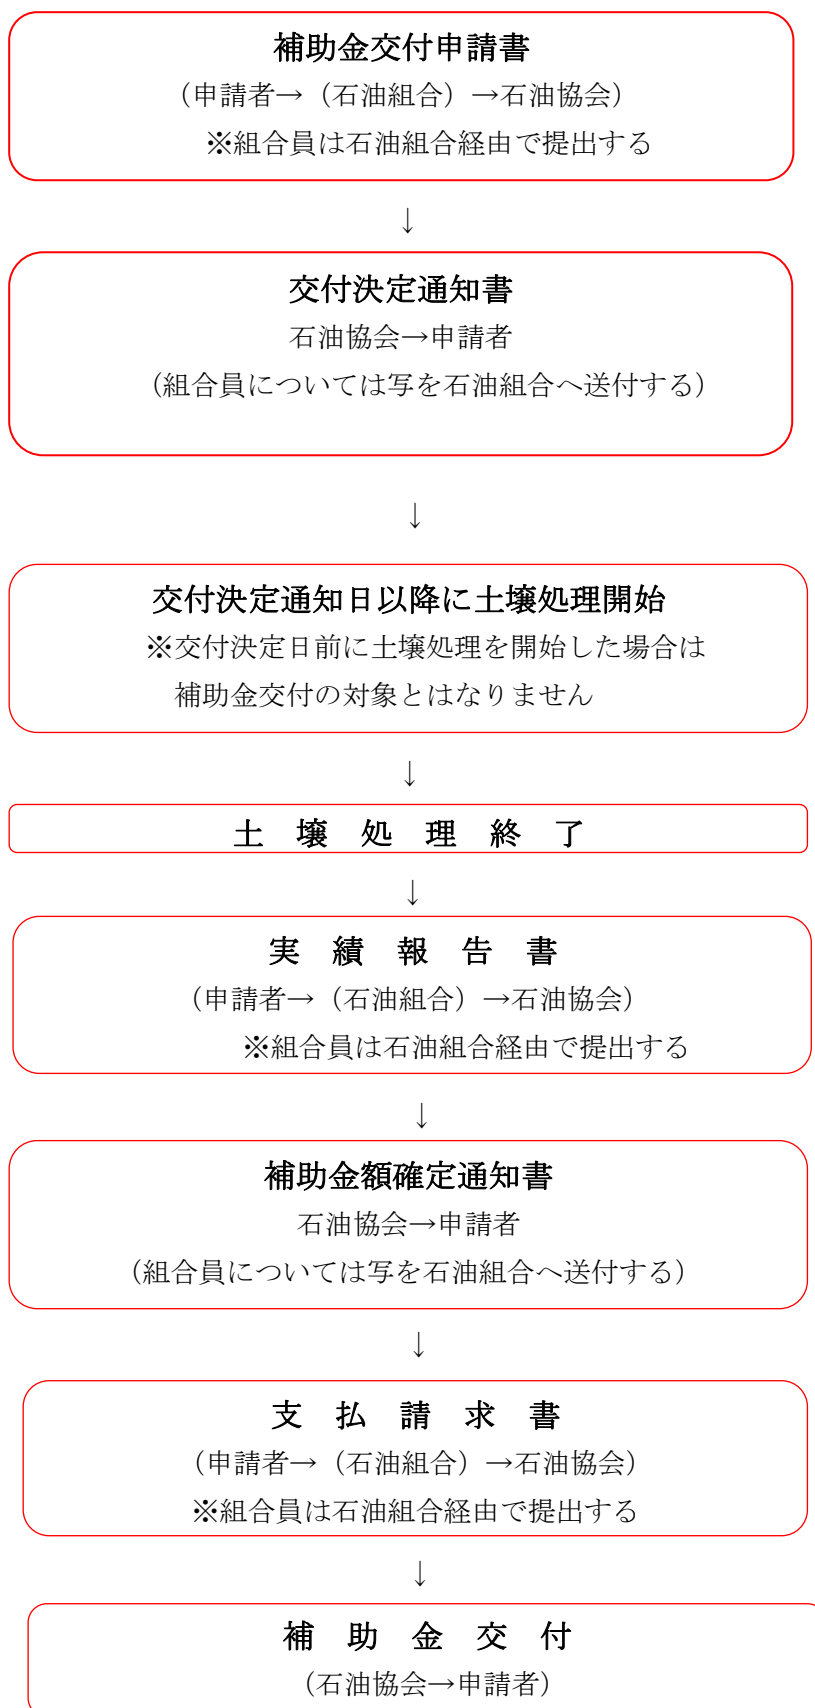 補助金交付申請書
（申請者→（石油組合）→石油協会）
※組合員は石油組合経由で提出する
↓
交付決定通知書
石油協会→申請者
（組合員については写を石油組合へ送付する）
↓
交付決定通知日以降に土壌処理開始
※交付決定日前に土壌処理を開始した場合は
補助金交付の対象とはなりません
↓
土　壌　処　理　終　了
↓
実　績　報　告　書
（申請者→（石油組合）→石油協会）
※組合員は石油組合経由で提出する
↓
補助金額確定通知書
石油協会→申請者
（組合員については写を石油組合へ送付する）
↓
支　払　請　求　書
（申請者→（石油組合）→石油協会）
※組合員は石油組合経由で提出する
↓
補　助　金　交　付
（石油協会→申請者）